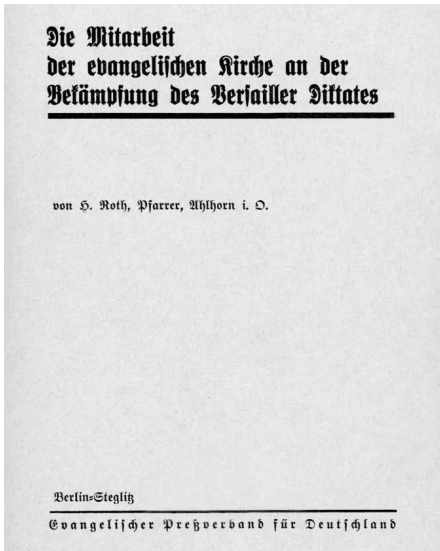 Die Mitarbeit
der evangelischen Kirche an der
Bekämpfung des Versailler Diktates
von H. Roth, Pfarrer, Ahlhorn i. O.
Berlin-Steglitz
Evangelischer Preßverband für Deutschland